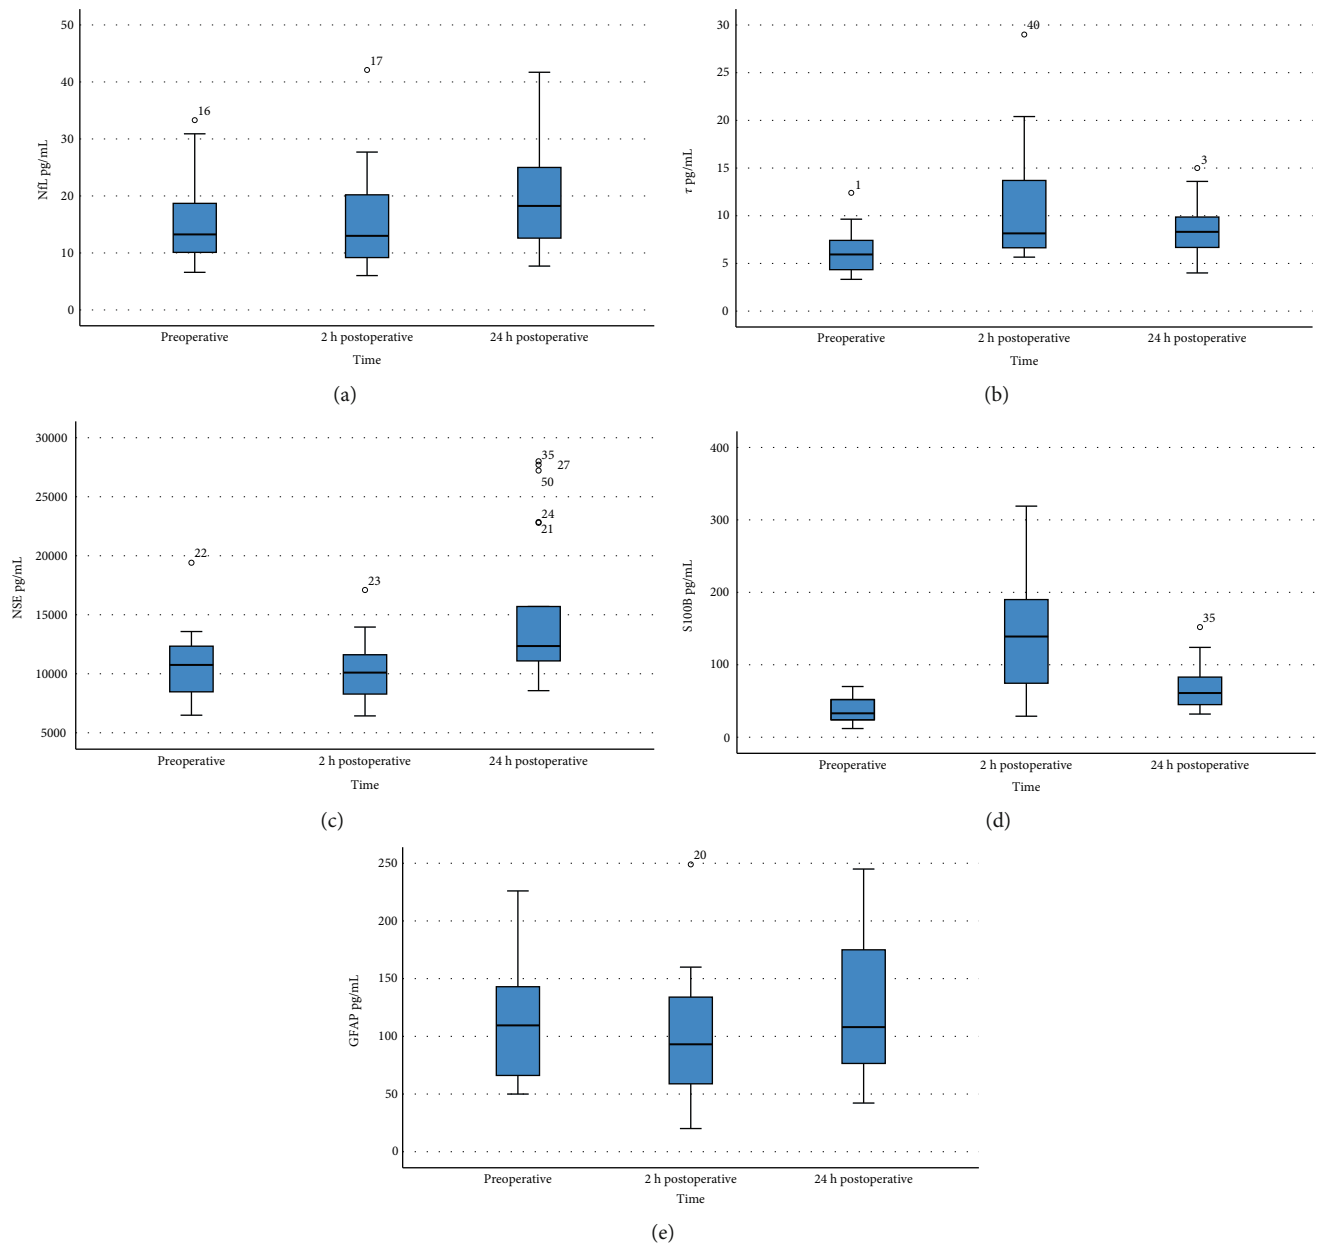 50
40
30
20
10
0
NfL pg/mL
16
17
Preoperative
2 h postoperative
24 h postoperative
Time
(a)
30
25
20
15
10
5
0
τ pg/mL
1
40
3
Preoperative
2 h postoperative
24 h postoperative
Time
(b)
30000
25000
20000
15000
10000
5000
NSE pg/mL
22
23
35
27
50
24
21
Preoperative
2 h postoperative
24 h postoperative
Time
(c)
400
300
200
100
0
S100B pg/mL
35
Preoperative
2 h postoperative
24 h postoperative
Time
(d)
250
200
150
100
50
0
GFAP pg/mL
20
Preoperative
2 h postoperative
24 h postoperative
Time
(e)